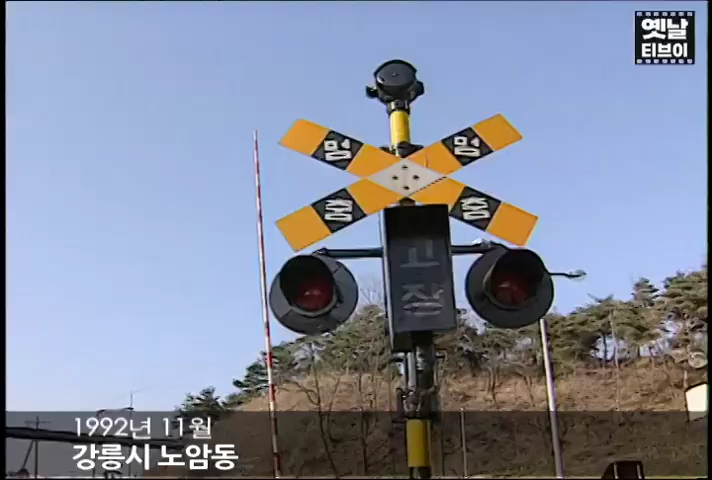 옛날
티브이
멈 멈
춤 춤
고장
1992년 11월
강릉시 노암동